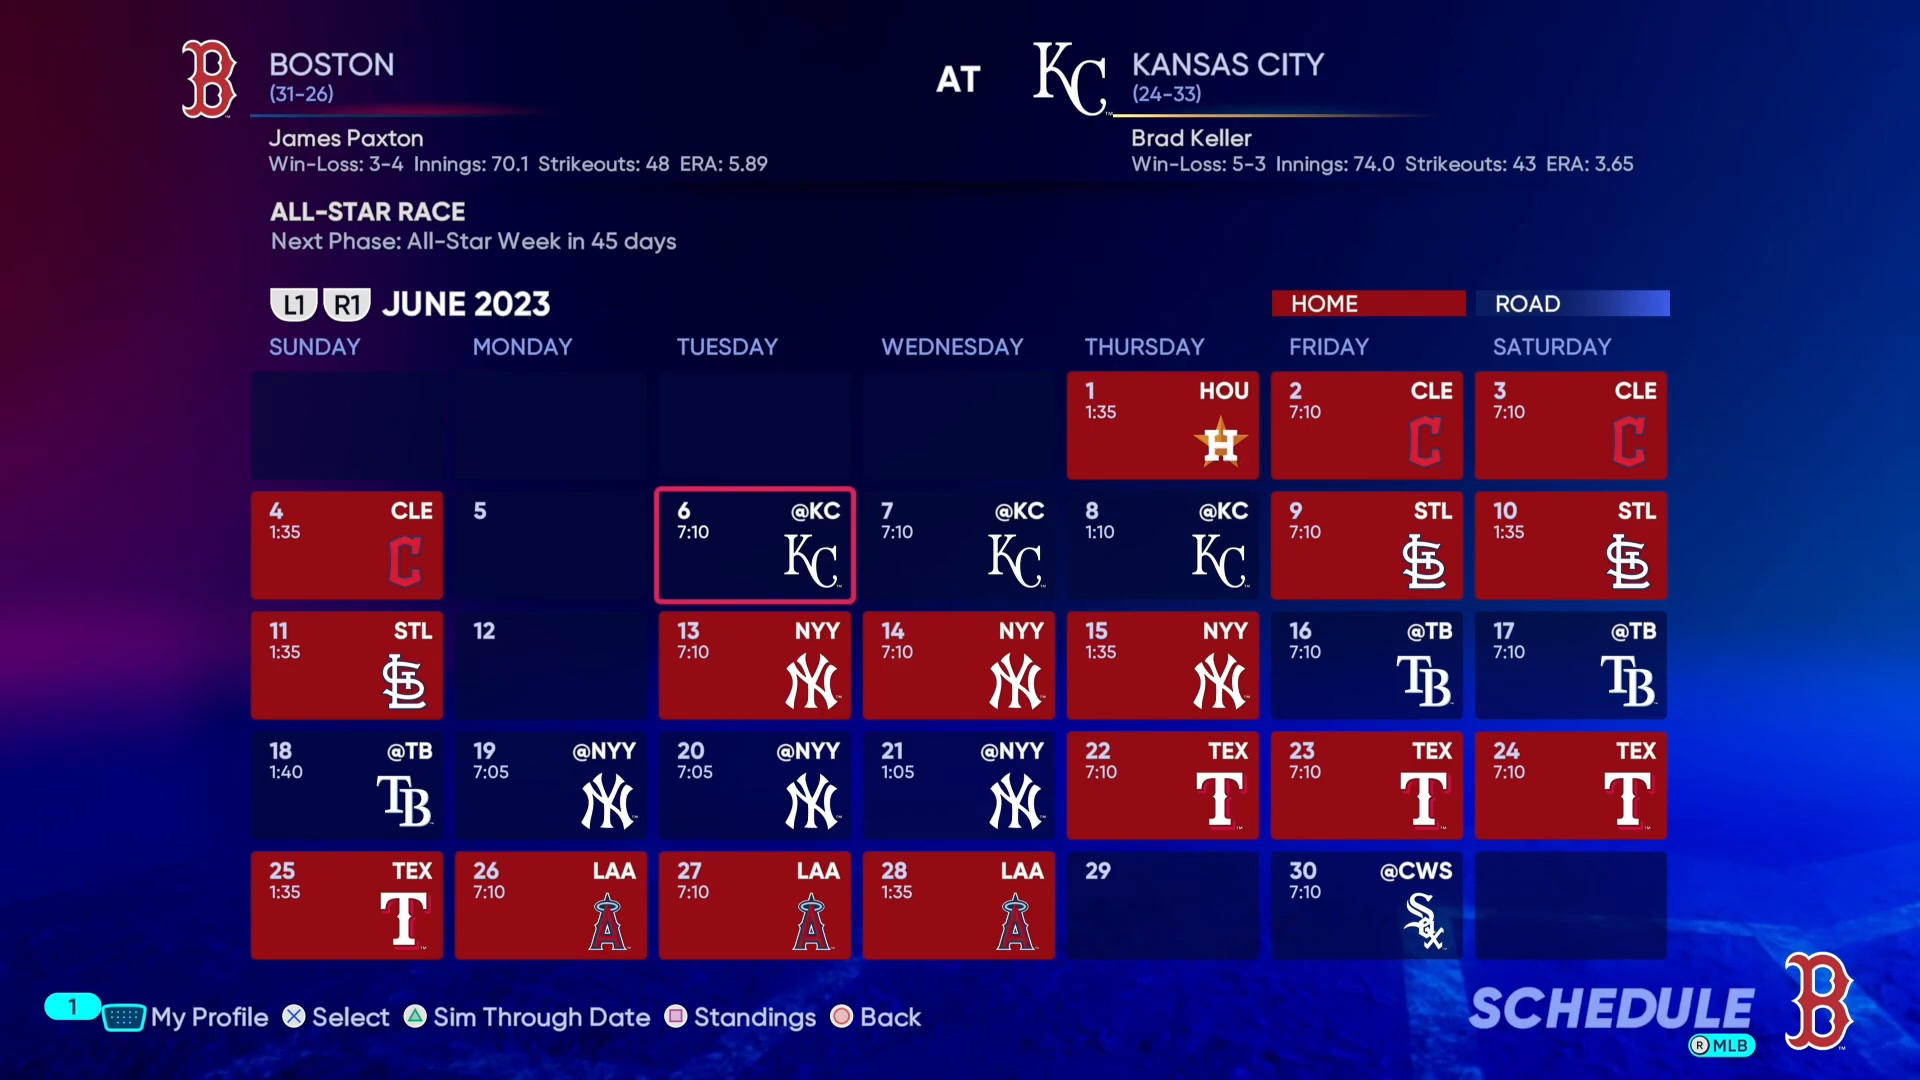 BOSTON
(31-26)
James Paxton
Win-Loss: 3-4 Innings: 70.1 Strikeouts: 48 ERA: 5.89
AT
KC
KANSAS CITY
(24-33)
Brad Keller
Win-Loss: 5-3 Innings: 74.0 Strikeouts: 43 ERA: 3.65
ALL-STAR RACE
Next Phase: All-Star Week in 45 days
L1 R1 JUNE 2023
HOME ROAD
SUNDAY MONDAY TUESDAY WEDNESDAY THURSDAY FRIDAY SATURDAY
1 HOU 2 CLE 3 CLE
1:35 7:10 7:10
4 CLE 5 6 @KC 7 @KC 8 @KC 9 STL 10 STL
1:35 7:10 7:10 1:10 7:10 1:35
11 STL 12 13 NYY 14 NYY 15 NYY 16 @TB 17 @TB
1:35 7:10 7:10 1:35 7:10 7:10
18 @TB 19 @NYY 20 @NYY 21 @NYY 22 TEX 23 TEX 24 TEX
1:40 7:05 7:05 1:05 7:10 7:10 7:10
25 TEX 26 LAA 27 LAA 28 LAA 29 30 @CWS
1:35 7:10 7:10 1:35 7:10
1 My Profile Select Sim Through Date Standings Back
SCHEDULE
R MLB
B